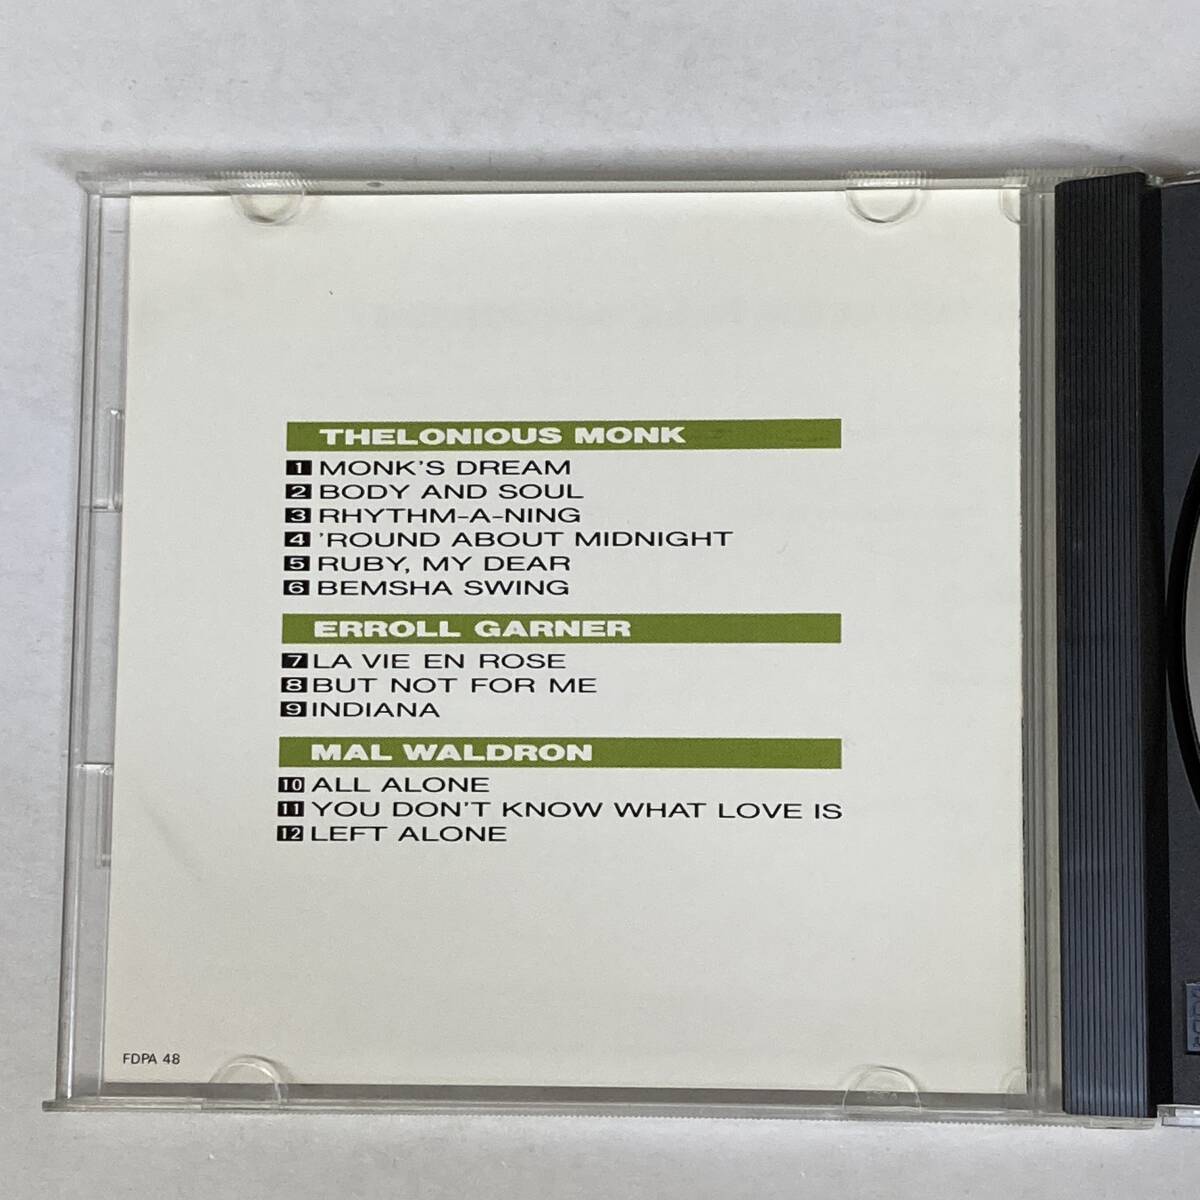 THELONIOUS MONK
1 MONK'S DREAM
2 BODY AND SOUL
3 RHYTHM-A-NING
4 'ROUND ABOUT MIDNIGHT
5 RUBY, MY DEAR
6 BEMSHA SWING
ERROLL GARNER
7 LA VIE EN ROSE
8 BUT NOT FOR ME
9 INDIANA
MAL WALDRON
10 ALL ALONE
11 YOU DON'T KNOW WHAT LOVE IS
12 LEFT ALONE
FDPA 48